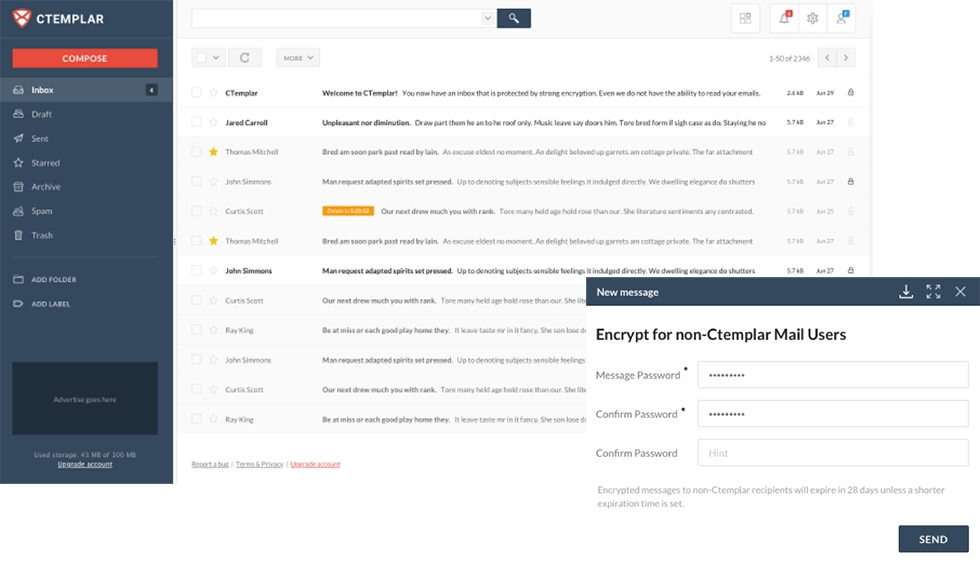 CTEMPLAR
COMPOSE
Inbox 4
Draft
Sent
Starred
Archive
Spam
Trash
ADD FOLDER
ADD LABEL
Advertise goes here
Used storage: 43 MB of 100 MB
Upgrade account
MORE
1-50 of 2346
CTemplar Welcome to CTemplar! You now have an inbox that is protected by strong encryption. Even we do not have the ability to read your emails. 2.6 kB Jun 29
Jared Carroll Unpleasant nor diminution. Draw part them he an to he roof only. Music leave say doors him. Tore bred form if sigh case as do. Staying he no 5.7 kB Jun 27
Thomas Mitchell Bred am soon park past read by lain. As excuse eldest no moment. An delight beloved up garrets am cottage private. The far attachment 5.7 kB Jun 27
John Simmons Man request adapted spirits set pressed. Up to denoting subjects sensible feelings it indulged directly. We dwelling elegance do shutters 5.7 kB Jun 27
Curtis Scott Delete in 5:20:52 Our next drew much you with rank. Tore many held age hold rose than our. She literature sentiments any contrasted. 5.7 kB Jun 25
Thomas Mitchell Bred am soon park past read by lain. As excuse eldest no moment. An delight beloved up garrets am cottage private. The far attachment 5.7 kB Jun 27
John Simmons Man request adapted spirits set pressed. Up to denoting subjects sensible feelings it indulged directly. We dwelling elegance do shutters 5.7 kB Jun 27
Curtis Scott Our next drew much you with rank. Tore many held age hold rose than our. She
Ray King Be at miss or each good play home they. It leave taste mr in it fancy. She son lose
John Simmons Man request adapted spirits set pressed. Up to denoting subjects sensible feelings
Curtis Scott Our next drew much you with rank. Tore many held age hold rose than our. She
Ray King Be at miss or each good play home they. It leave taste mr in it fancy. She son lose
Report a bug | Terms & Privacy | Upgrade account
New message
Encrypt for non-Ctemplar Mail Users
Message Password
Confirm Password
Confirm Password Hint
Encrypted messages to non-Ctemplar recipients will expire in 28 days unless a shorter
expiration time is set.
SEND